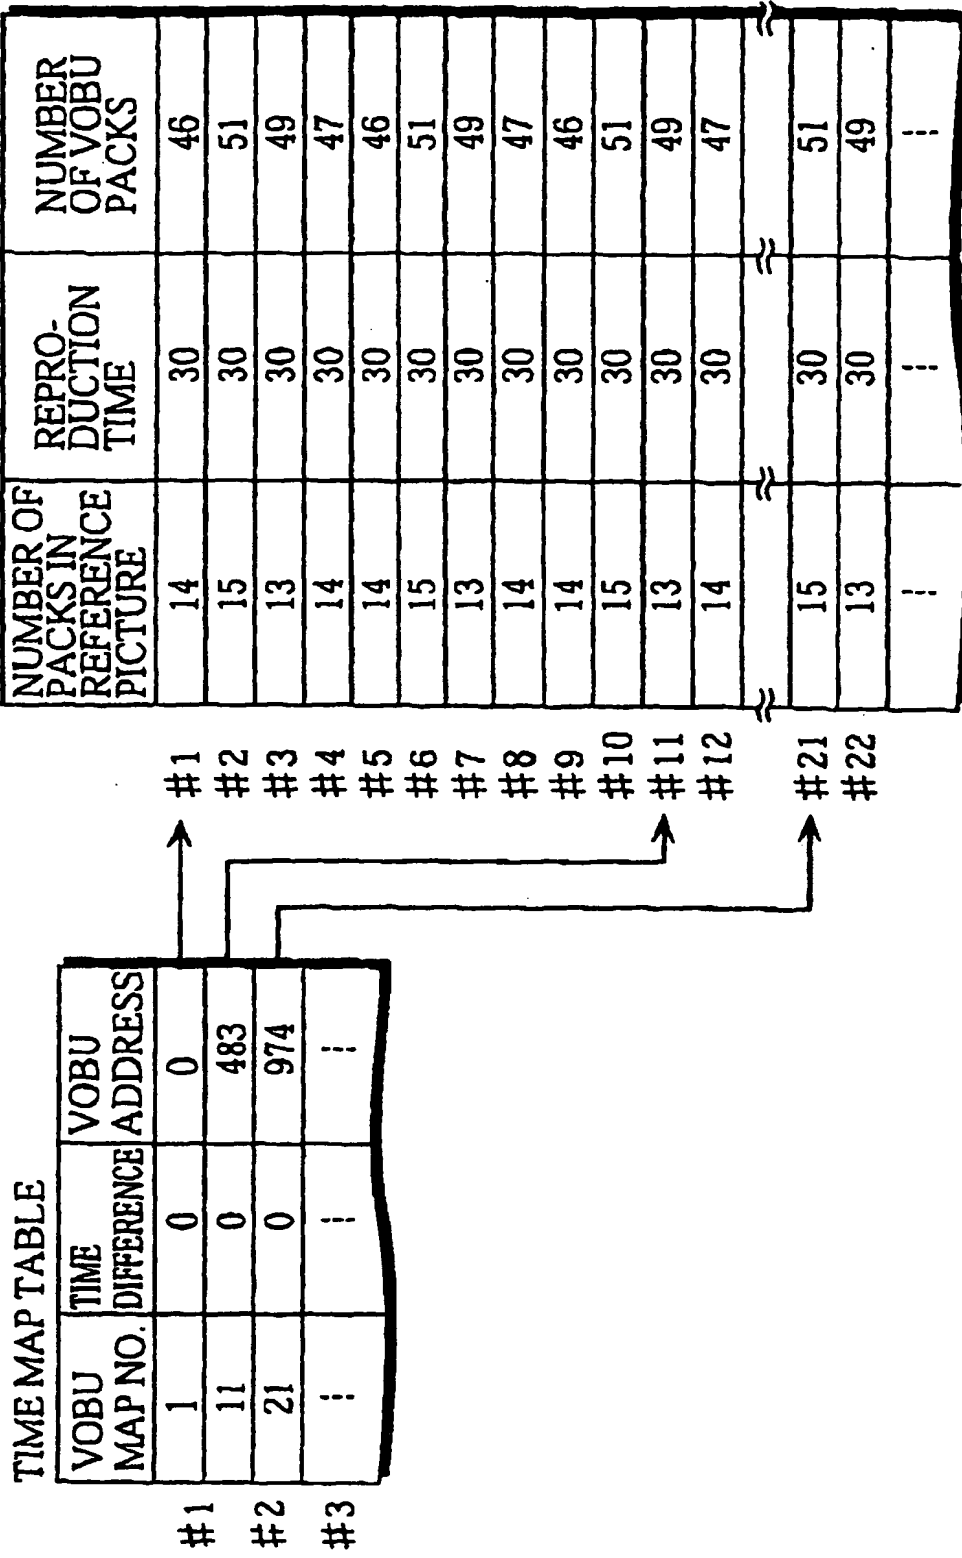 TIME MAP TABLE
VOBU MAP NO. TIME DIFFERENCE VOBU ADDRESS
#1 1 0 0
#2 11 0 483
#3 21 0 974
--- --- ---
NUMBER OF PACKS IN REFERENCE PICTURE REPRO-DUCTION TIME NUMBER OF VOBU PACKS
#1 14 30 46
#2 15 30 51
#3 13 30 49
#4 14 30 47
#5 14 30 46
#6 15 30 51
#7 13 30 49
#8 14 30 47
#9 14 30 46
#10 15 30 51
#11 13 30 49
#12 14 30 47
#21 15 30 51
#22 13 30 49
--- --- ---